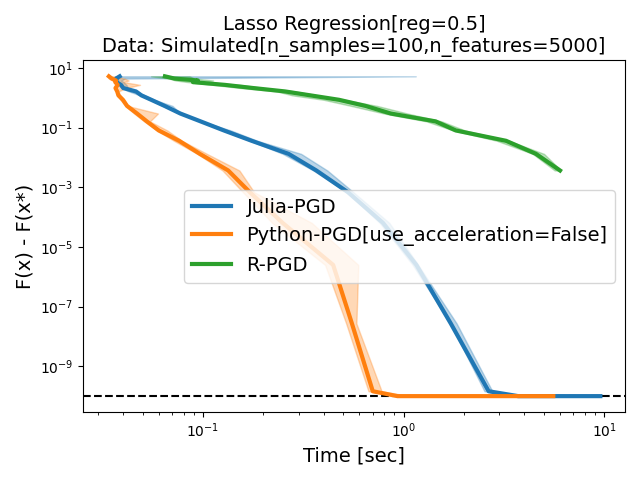 Lasso Regression[reg=0.5]
Data: Simulated[n_samples=100,n_features=5000]
F(x) - F(x*)
10^1
10^-1
10^-3
10^-5
10^-7
10^-9
Julia-PGD
Python-PGD[use_acceleration=False]
R-PGD
10^-1
10^0
10^1
Time [sec]